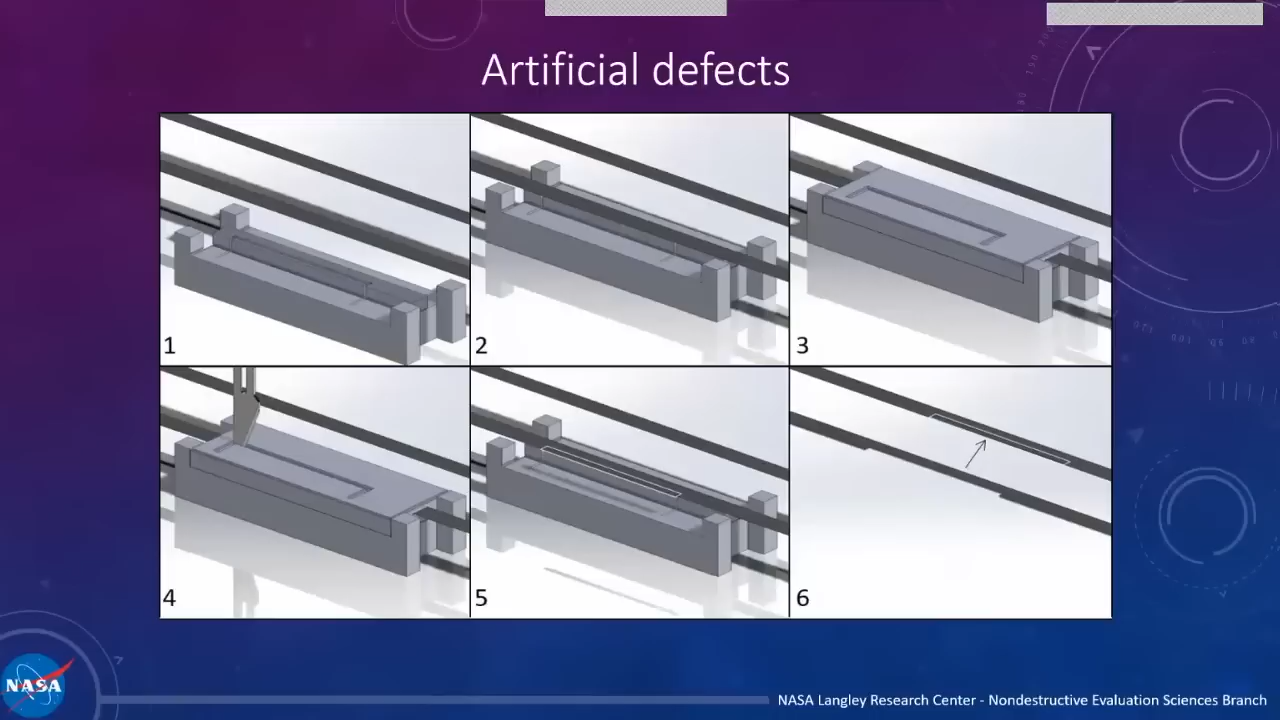 Artificial defects
1
2
3
4
5
6
NASA
NASA Langley Research Center - Nondestructive Evaluation Sciences Branch